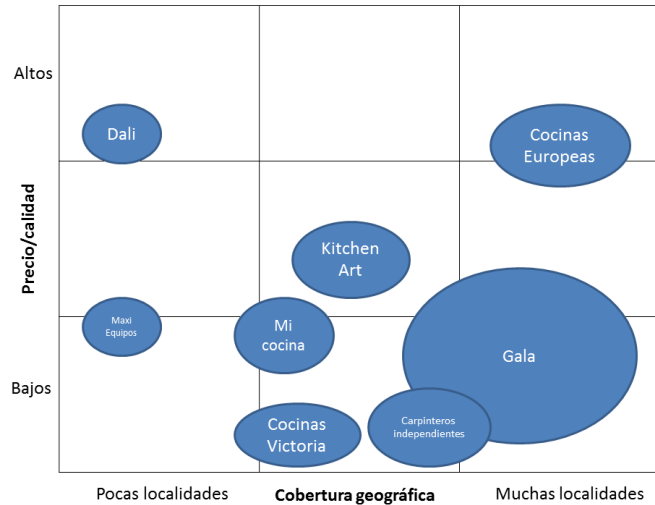 Altos
Dali
Cocinas
Europeas
Precio/calidad
Kitchen
Art
Maxi
Equipos
Mi
cocina
Gala
Bajos
Cocinas
Victoria
Carpinteros
independientes
Pocas localidades
Cobertura geográfica
Muchas localidades